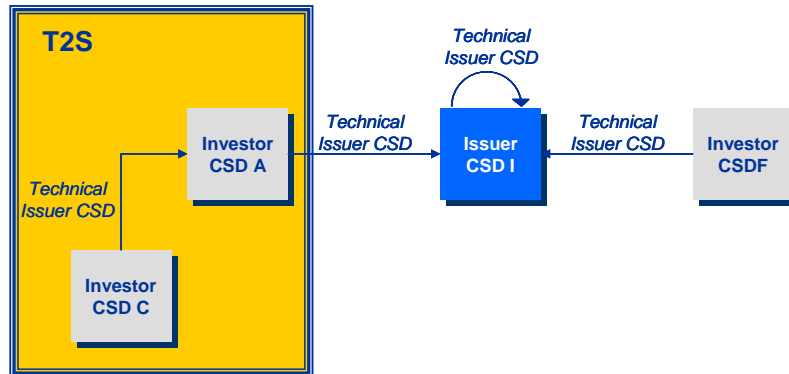 T2S
Technical
Issuer CSD
Investor
CSD A
Technical
Issuer CSD
Issuer
CSD I
Technical
Issuer CSD
Investor
CSDF
Technical
Issuer CSD
Investor
CSD C